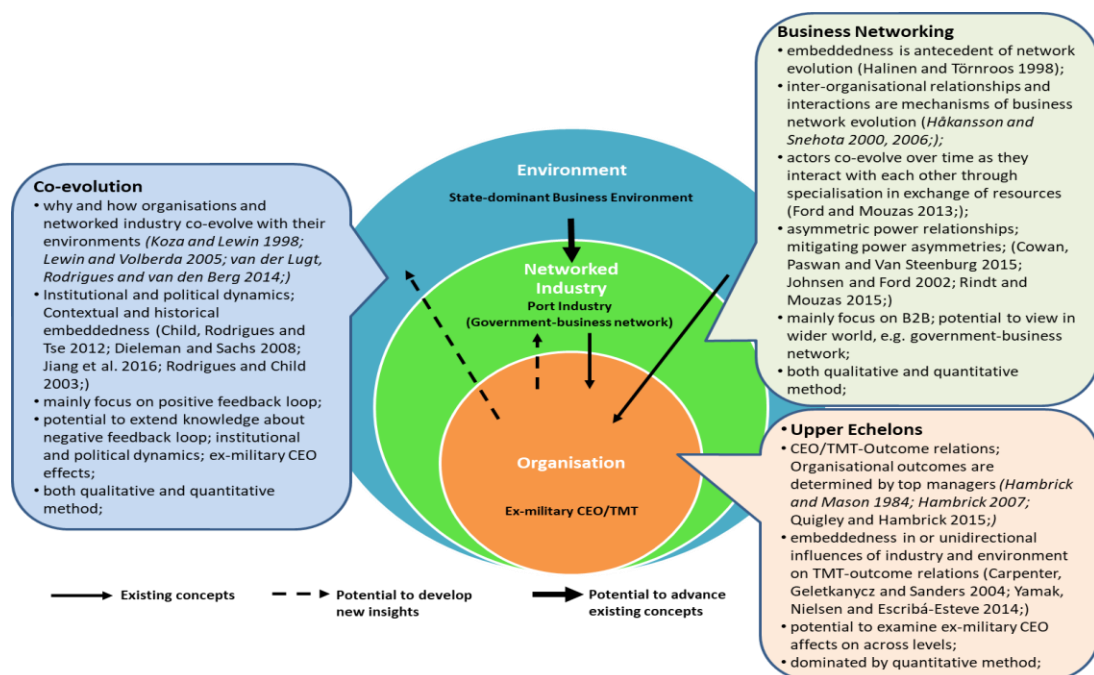 Co-evolution
• why and how organisations and
networked industry co-evolve with their
environments (Koza and Lewin 1998;
Lewin and Volberda 2005; van der Lugt,
Rodrigues and van den Berg 2014;)
• Institutional and political dynamics;
Contextual and historical
embeddedness (Child, Rodrigues and
Tse 2012; Dieleman and Sachs 2008;
Jiang et al. 2016; Rodrigues and Child
2003;)
• mainly focus on positive feedback loop;
• potential to extend knowledge about
negative feedback loop; institutional
and political dynamics; ex-military CEO
effects;
• both qualitative and quantitative
method;
Environment
State-dominant Business Environment
Networked
Industry
Port Industry
(Government-business network)
Organisation
Ex-military CEO/TMT
Business Networking
• embeddedness is antecedent of network
evolution (Halinen and Törnroos 1998);
• inter-organisational relationships and
interactions are mechanisms of business
network evolution (Håkansson and
Snehota 2000, 2006;);
• actors co-evolve over time as they
interact with each other through
specialisation in exchange of resources
(Ford and Mouzas 2013;);
• asymmetric power relationships;
mitigating power asymmetries; (Cowan,
Paswan and Van Steenburg 2015;
Johnsen and Ford 2002; Rindt and
Mouzas 2015;)
• mainly focus on B2B; potential to view in
wider world, e.g. government-business
network;
• both qualitative and quantitative
method;
• Upper Echelons
• CEO/TMT-Outcome relations;
Organisational outcomes are
determined by top managers (Hambrick
and Mason 1984; Hambrick 2007;
Quigley and Hambrick 2015;)
• embeddedness in or unidirectional
influences of industry and environment
on TMT-outcome relations (Carpenter,
Geletkanycz and Sanders 2004; Yamak,
Nielsen and Escribá-Esteve 2014;)
• potential to examine ex-military CEO
affects on across levels;
• dominated by quantitative method;
Existing concepts
Potential to develop
new insights
Potential to advance
existing concepts